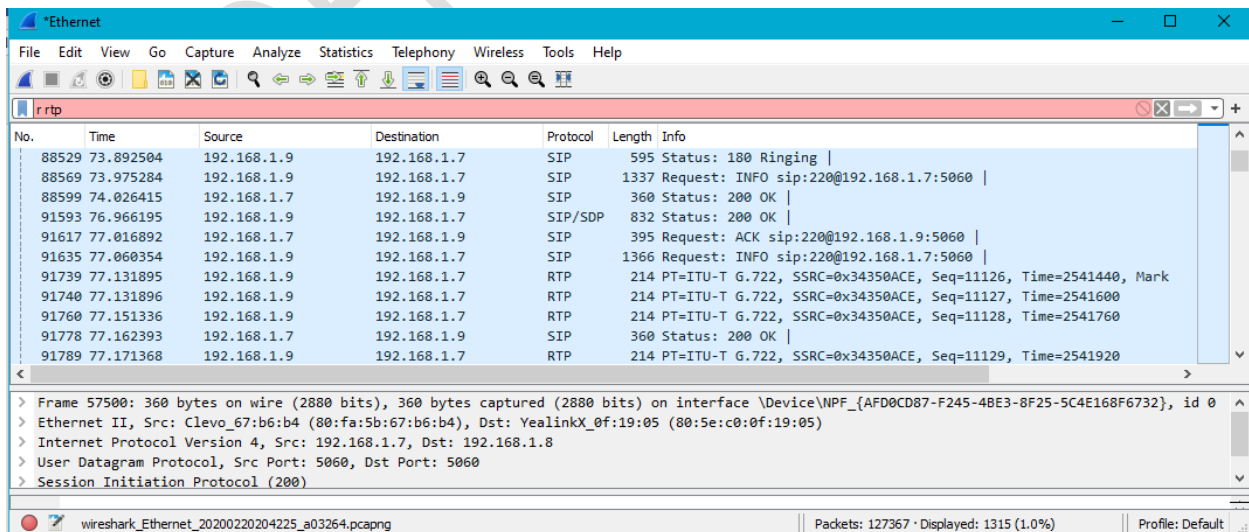 *Ethernet
File Edit View Go Capture Analyze Statistics Telephony Wireless Tools Help
r rtp
No. Time Source Destination Protocol Length Info
88529 73.892504 192.168.1.9 192.168.1.7 SIP 595 Status: 180 Ringing |
88569 73.975284 192.168.1.9 192.168.1.7 SIP 1337 Request: INFO sip:220@192.168.1.7:5060 |
88599 74.026415 192.168.1.7 192.168.1.9 SIP 360 Status: 200 OK |
91593 76.966195 192.168.1.9 192.168.1.7 SIP/SDP 832 Status: 200 OK |
91617 77.016892 192.168.1.7 192.168.1.9 SIP 395 Request: ACK sip:220@192.168.1.9:5060 |
91635 77.060354 192.168.1.9 192.168.1.7 SIP 1366 Request: INFO sip:220@192.168.1.7:5060 |
91739 77.131895 192.168.1.9 192.168.1.7 RTP 214 PT=ITU-T G.722, SSRC=0x34350ACE, Seq=11126, Time=2541440, Mark
91740 77.131896 192.168.1.9 192.168.1.7 RTP 214 PT=ITU-T G.722, SSRC=0x34350ACE, Seq=11127, Time=2541600
91760 77.151336 192.168.1.9 192.168.1.7 RTP 214 PT=ITU-T G.722, SSRC=0x34350ACE, Seq=11128, Time=2541760
91778 77.162393 192.168.1.7 192.168.1.9 SIP 360 Status: 200 OK |
91789 77.171368 192.168.1.9 192.168.1.7 RTP 214 PT=ITU-T G.722, SSRC=0x34350ACE, Seq=11129, Time=2541920
> Frame 57500: 360 bytes on wire (2880 bits), 360 bytes captured (2880 bits) on interface \Device\NPF_{AFD0CD87-F245-4BE3-8F25-5C4E168F6732}, id 0
> Ethernet II, Src: Clevo_67:b6:b4 (80:fa:5b:67:b6:b4), Dst: YealinkX_0f:19:05 (80:5e:c0:0f:19:05)
> Internet Protocol Version 4, Src: 192.168.1.7, Dst: 192.168.1.8
> User Datagram Protocol, Src Port: 5060, Dst Port: 5060
> Session Initiation Protocol (200)
wireshark_Ethernet_20200220204225_a03264.pcapng Packets: 127367 · Displayed: 1315 (1.0%) Profile: Default